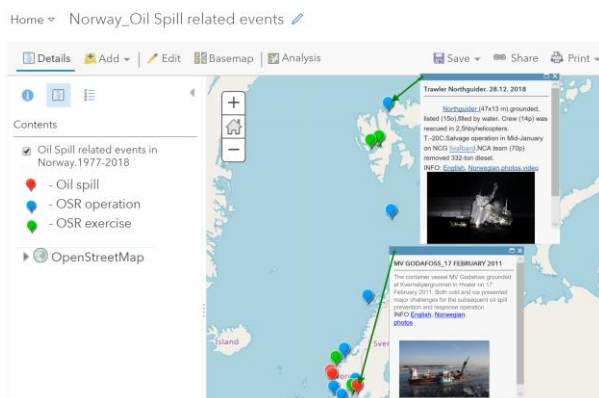 Home Norway_Oil Spill related events
Details Add Edit Basemap Analysis Save Share Print
Contents
Oil Spill related events in
Norway.1977-2018
- Oil spill
- OSR operation
- OSR exercise
OpenStreetMap
+
−
Island
Sver
Trawler Northguider. 28.12. 2018
Northguider (47x13 m) grounded,
listed (15o),filled by water. Crew (14p) was
rescued in 2,5hbyhelicopters.
T.-20C.Salvage operation in Mid-January
on NCG Svalbard.NCA team (70p)
removed 332-ton diesel.
INFO: English, Norwegian,photos,video
MV GODAFOSS_17 FEBRUARY 2011
The container vessel MV Godafoss grounded
at Kvernskjærgrunnen in Hvaler on 17
February 2011. Both cold and ice presented
major challenges for the subsequent oil spill
prevention and response operation
INFO English, Norwegian,
photos